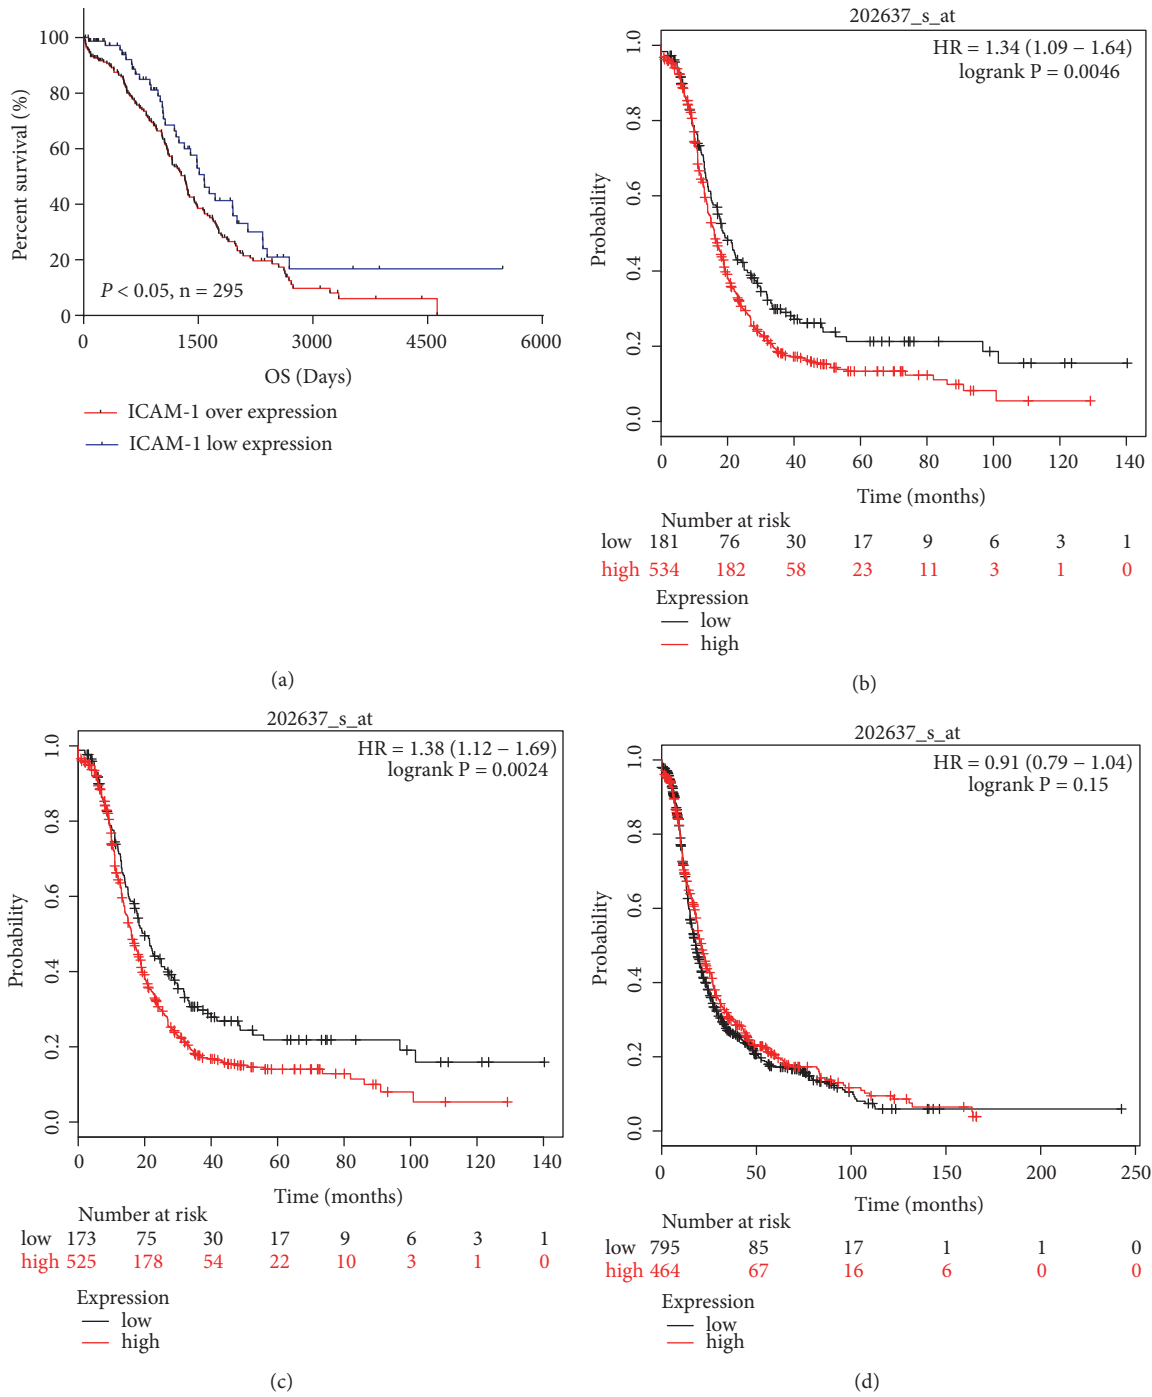 100
80
60
40
20
0
Percent survival (%)
P < 0.05, n = 295
0 1500 3000 4500 6000
OS (Days)
ICAM-1 over expression
ICAM-1 low expression
(a)
202637_s_at
HR = 1.34 (1.09 − 1.64)
logrank P = 0.0046
1.0
0.8
0.6
0.4
0.2
0.0
Probability
0 20 40 60 80 100 120 140
Time (months)
Number at risk
low 181 76 30 17 9 6 3 1
high 534 182 58 23 11 3 1 0
Expression
low
high
(b)
202637_s_at
HR = 1.38 (1.12 − 1.69)
logrank P = 0.0024
1.0
0.8
0.6
0.4
0.2
0.0
Probability
0 20 40 60 80 100 120 140
Time (months)
Number at risk
low 173 75 30 17 9 6 3 1
high 525 178 54 22 10 3 1 0
Expression
low
high
(c)
202637_s_at
HR = 0.91 (0.79 − 1.04)
logrank P = 0.15
1.0
0.8
0.6
0.4
0.2
0.0
Probability
0 50 100 150 200 250
Time (months)
Number at risk
low 795 85 17 1 1 0
high 464 67 16 6 0 0
Expression
low
high
(d)